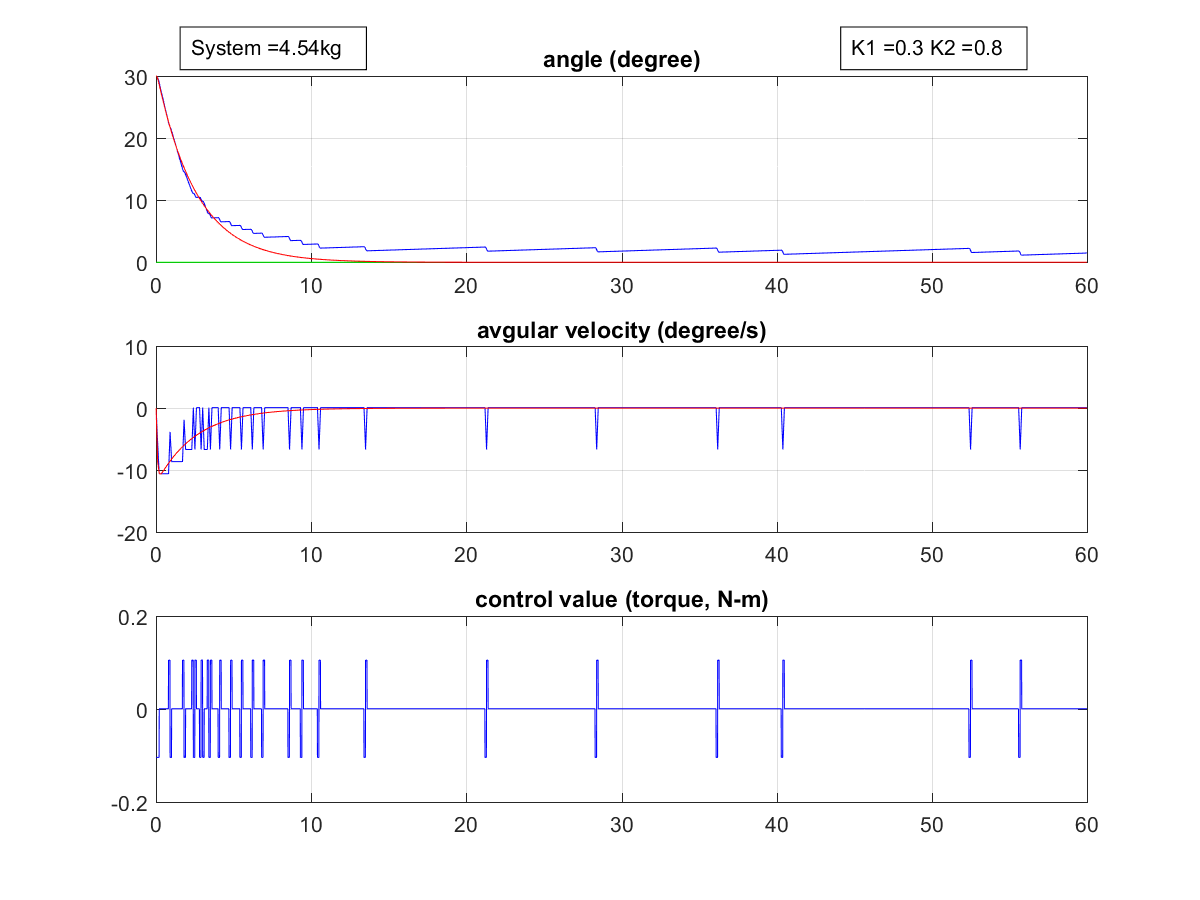 System =4.54kg
K1 =0.3 K2 =0.8
angle (degree)
30
20
10
0
0 10 20 30 40 50 60
avgular velocity (degree/s)
10
0
-10
-20
0 10 20 30 40 50 60
control value (torque, N-m)
0.2
0
-0.2
0 10 20 30 40 50 60